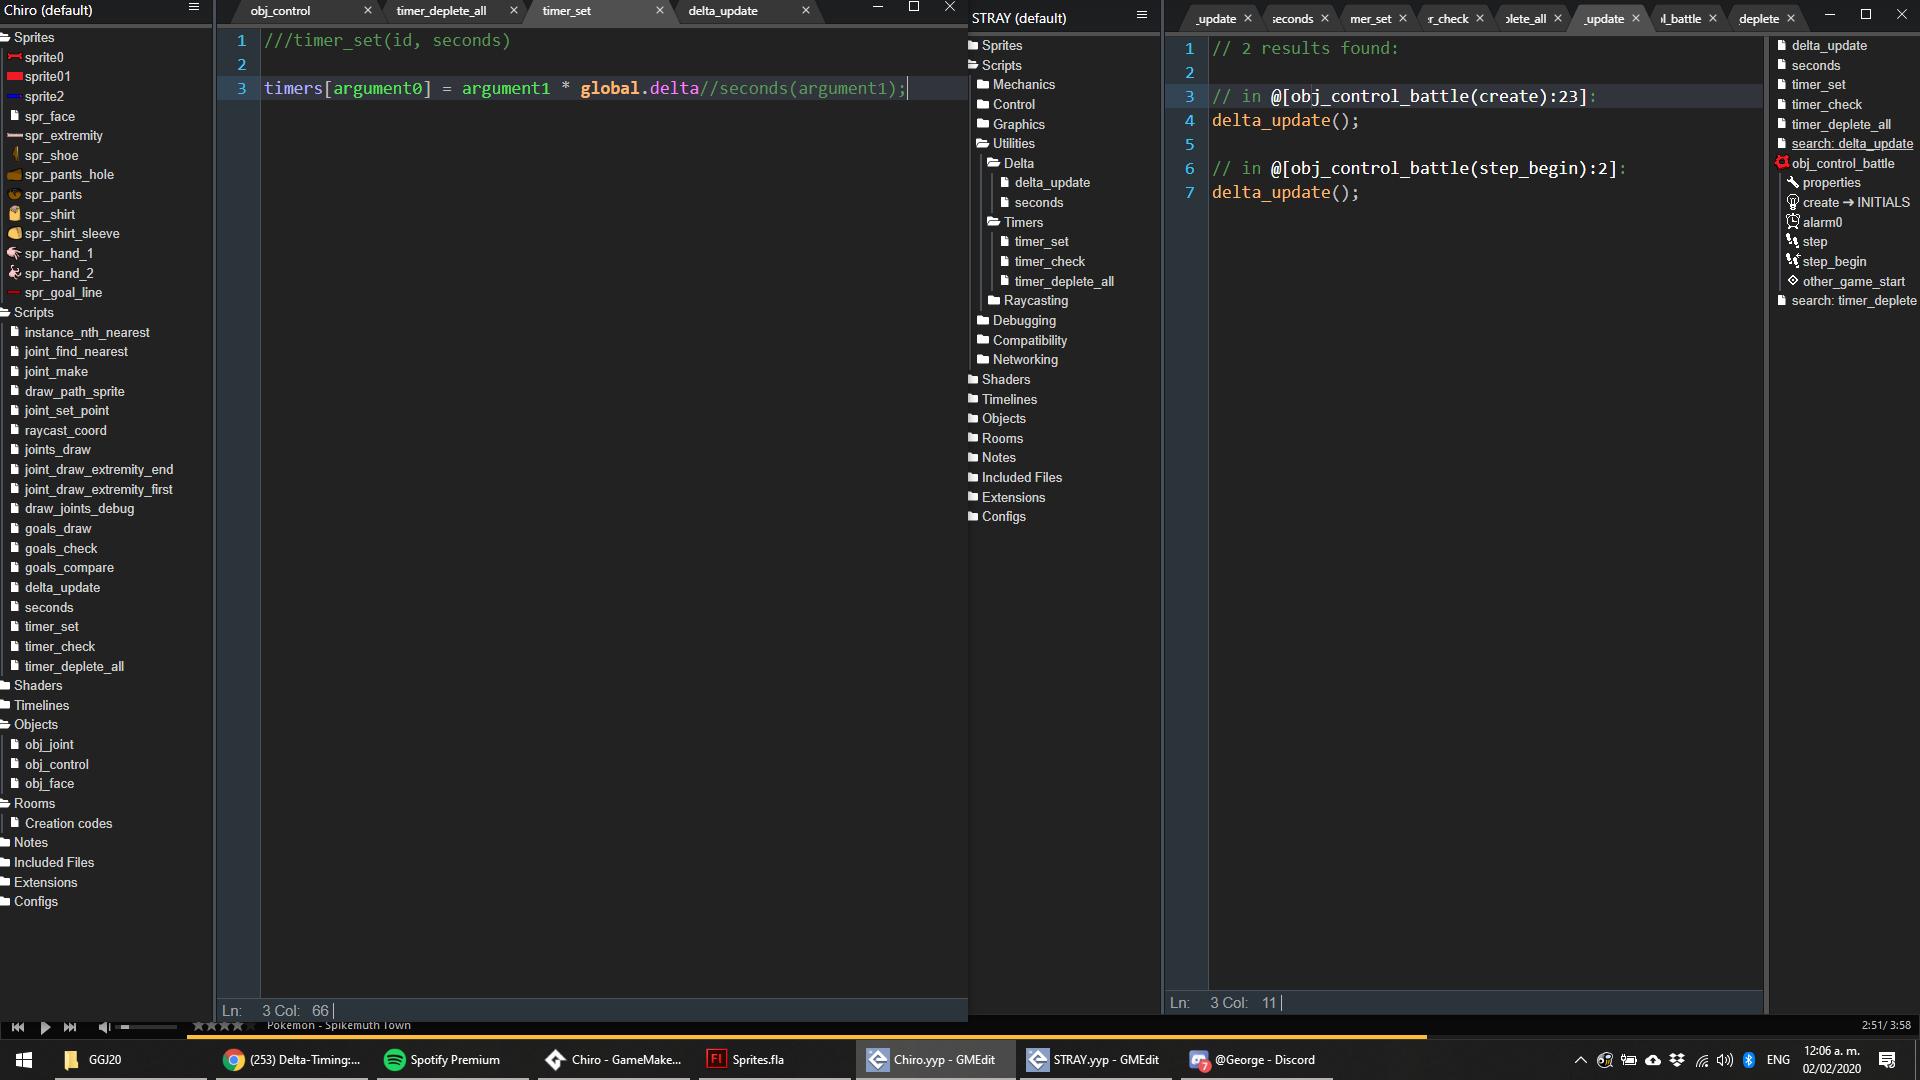 Chiro (default)
Sprites
sprite0
sprite01
sprite2
spr_face
spr_extremity
spr_shoe
spr_pants_hole
spr_pants
spr_shirt
spr_shirt_sleeve
spr_hand_1
spr_hand_2
spr_goal_line
Scripts
instance_nth_nearest
joint_find_nearest
joint_make
draw_path_sprite
joint_set_point
raycast_coord
joints_draw
joint_draw_extremity_end
joint_draw_extremity_first
draw_joints_debug
goals_draw
goals_check
goals_compare
delta_update
seconds
timer_set
timer_check
timer_deplete_all
Shaders
Timelines
Objects
obj_joint
obj_control
obj_face
Rooms
Creation codes
Notes
Included Files
Extensions
Configs
obj_control timer_deplete_all timer_set delta_update
1 ///timer_set(id, seconds)
2
3 timers[argument0] = argument1 * global.delta//seconds(argument1);
Ln: 3 Col: 66
STRAY (default)
Sprites
Scripts
Mechanics
Control
Graphics
Utilities
Delta
delta_update
seconds
Timers
timer_set
timer_check
timer_deplete_all
Raycasting
Debugging
Compatibility
Networking
Shaders
Timelines
Objects
Rooms
Notes
Included Files
Extensions
Configs
_update seconds mer_set r_check plete_all _update l_battle deplete
1 // 2 results found:
2
3 // in @[obj_control_battle(create):23]:
4 delta_update();
5
6 // in @[obj_control_battle(step_begin):2]:
7 delta_update();
Ln: 3 Col: 11
delta_update
seconds
timer_set
timer_check
timer_deplete_all
search: delta_update
obj_control_battle
properties
create → INITIALS
alarm0
step
step_begin
other_game_start
search: timer_deplete
Pokémon - Spikemuth Town
2:51/ 3:58
GGJ20
(253) Delta-Timing:...
Spotify Premium
Chiro - GameMake...
Fl Sprites.fla
Chiro.yyp - GMEdit
STRAY.yyp - GMEdit
7 @George - Discord
ENG
12:06 a. m.
02/02/2020